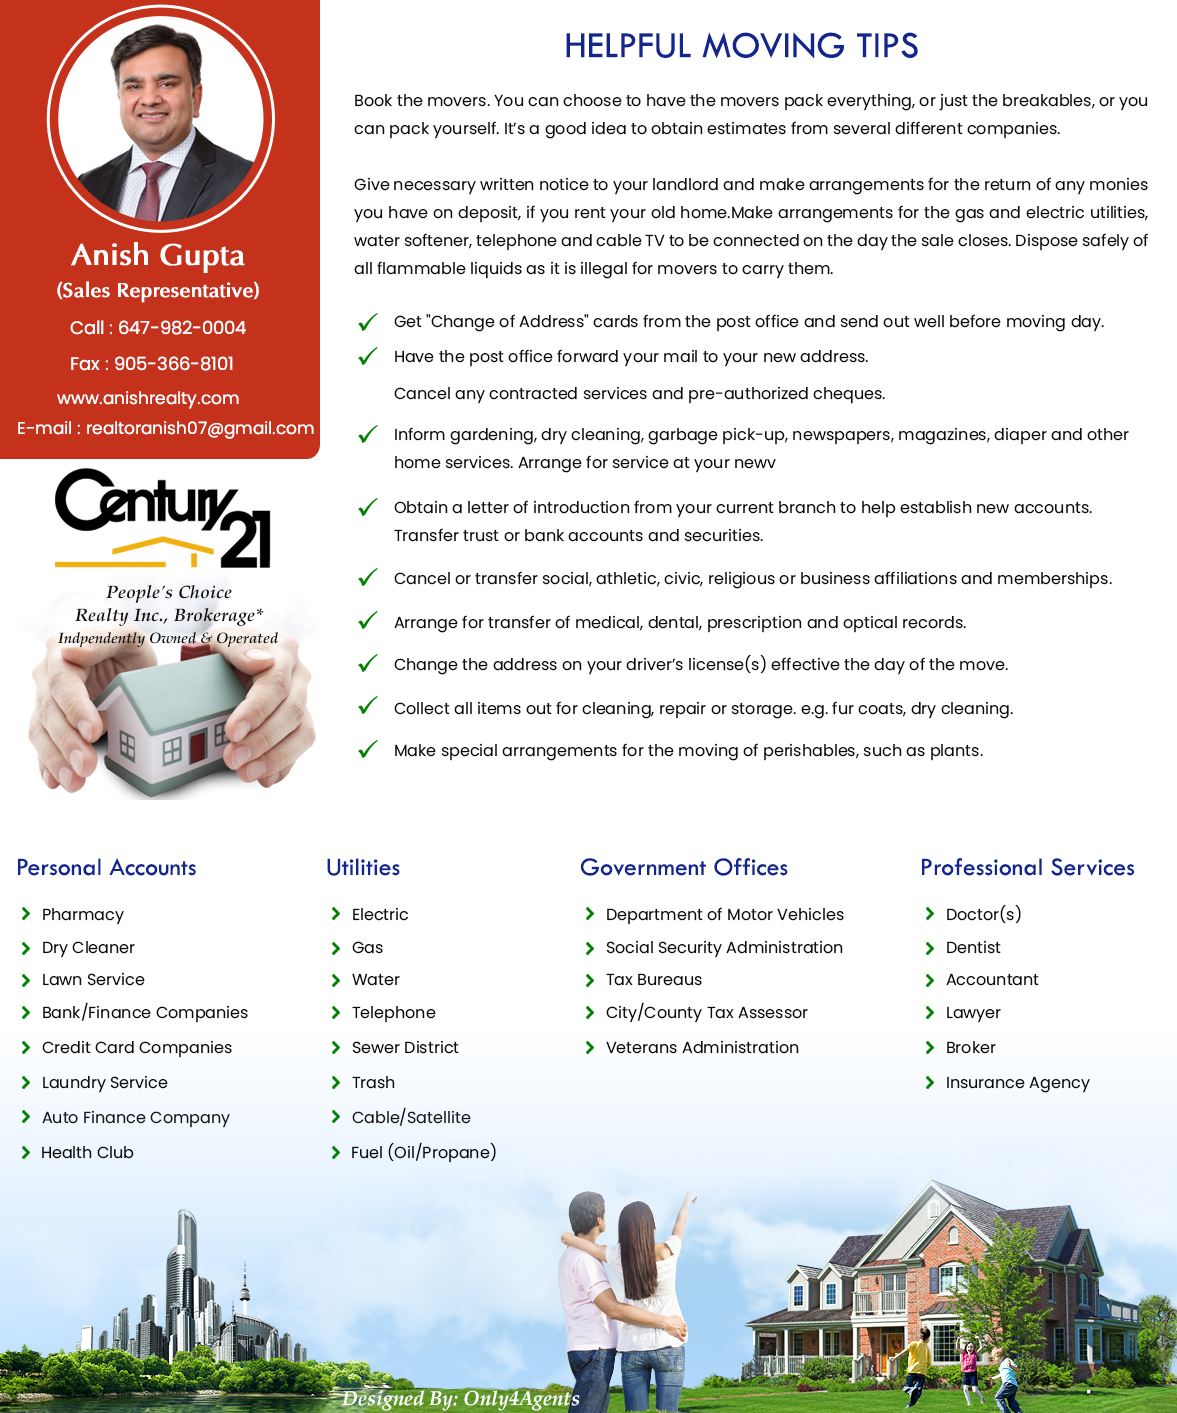 Anish Gupta
(Sales Representative)
Call : 647-982-0004
Fax : 905-366-8101
www.anishrealty.com
E-mail : realtoranish07@gmail.com
Century 21
People's Choice
Realty Inc., Brokerage*
Indpendently Owned & Operated
HELPFUL MOVING TIPS
Book the movers. You can choose to have the movers pack everything, or just the breakables, or you
can pack yourself. It’s a good idea to obtain estimates from several different companies.
Give necessary written notice to your landlord and make arrangements for the return of any monies
you have on deposit, if you rent your old home.Make arrangements for the gas and electric utilities,
water softener, telephone and cable TV to be connected on the day the sale closes. Dispose safely of
all flammable liquids as it is illegal for movers to carry them.
Get "Change of Address" cards from the post office and send out well before moving day.
Have the post office forward your mail to your new address.
Cancel any contracted services and pre-authorized cheques.
Inform gardening, dry cleaning, garbage pick-up, newspapers, magazines, diaper and other
home services. Arrange for service at your newv
Obtain a letter of introduction from your current branch to help establish new accounts.
Transfer trust or bank accounts and securities.
Cancel or transfer social, athletic, civic, religious or business affiliations and memberships.
Arrange for transfer of medical, dental, prescription and optical records.
Change the address on your driver’s license(s) effective the day of the move.
Collect all items out for cleaning, repair or storage. e.g. fur coats, dry cleaning.
Make special arrangements for the moving of perishables, such as plants.
Personal Accounts
Pharmacy
Dry Cleaner
Lawn Service
Bank/Finance Companies
Credit Card Companies
Laundry Service
Auto Finance Company
Health Club
Utilities
Electric
Gas
Water
Telephone
Sewer District
Trash
Cable/Satellite
Fuel (Oil/Propane)
Government Offices
Department of Motor Vehicles
Social Security Administration
Tax Bureaus
City/County Tax Assessor
Veterans Administration
Professional Services
Doctor(s)
Dentist
Accountant
Lawyer
Broker
Insurance Agency
Designed By: Only4Agents